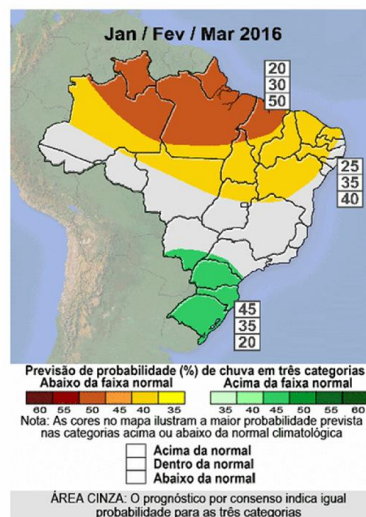 Jan / Fev / Mar 2016
20
30
50
25
35
40
45
35
20
Previsão de probabilidade (%) de chuva em três categorias
Abaixo da faixa normal Acima da faixa normal
60 55 50 45 40 35 35 40 45 50 55 60
Nota: As cores no mapa ilustram a maior probabilidade prevista
nas categorias acima ou abaixo da normal climatológica
Acima da normal
Dentro da normal
Abaixo da normal
ÁREA CINZA: O prognóstico por consenso indica igual
probabilidade para as três categorias